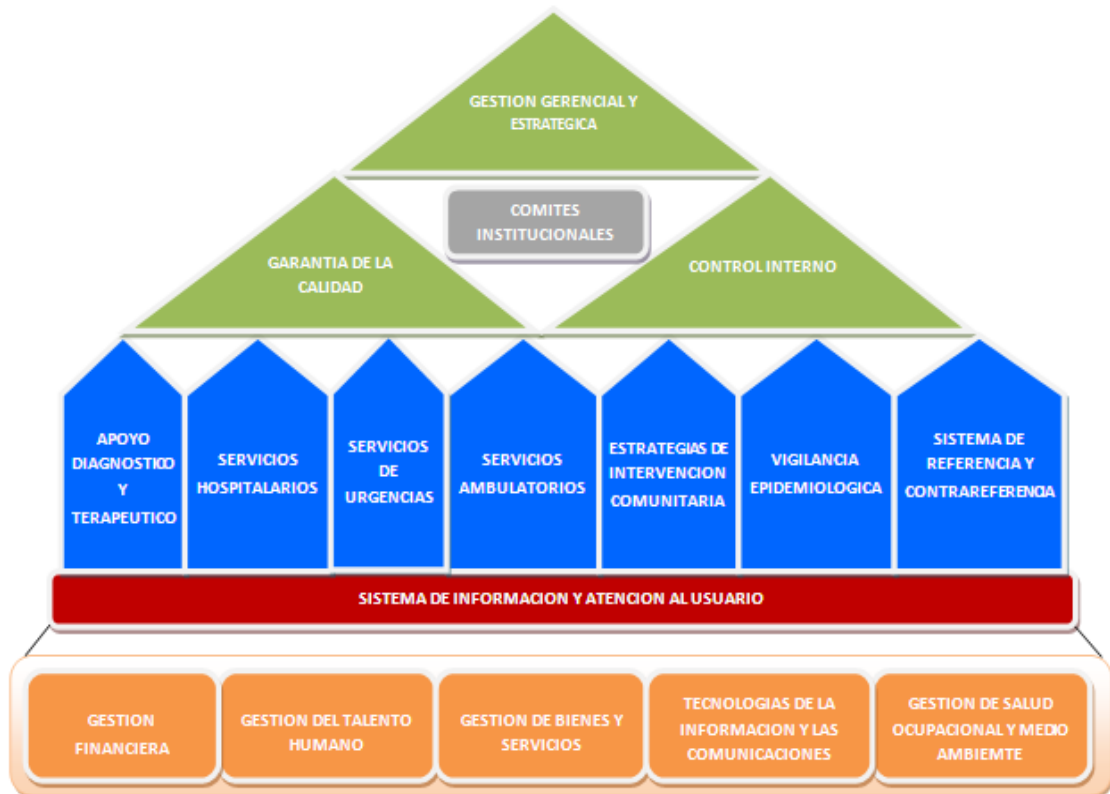 GESTION GERENCIAL Y
ESTRATEGICA
COMITES
INSTITUCIONALES
GARANTIA DE LA
CALIDAD
CONTROL INTERNO
APOYO
DIAGNOSTICO
Y
TERAPEUTICO
SERVICIOS
HOSPITALARIOS
SERVICIOS
DE
URGENCIAS
SERVICIOS
AMBULATORIOS
ESTRATEGIAS DE
INTERVENCION
COMUNITARIA
VIGILANCIA
EPIDEMIOLOGICA
SISTEMA DE
REFERENCIA Y
CONTRAREFERENCIA
SISTEMA DE INFORMACION Y ATENCION AL USUARIO
GESTION
FINANCIERA
GESTION DEL TALENTO
HUMANO
GESTION DE BIENES Y
SERVICIOS
TECNOLOGIAS DE LA
INFORMACION Y LAS
COMUNICACIONES
GESTION DE SALUD
OCUPACIONAL Y MEDIO
AMBIEMTE